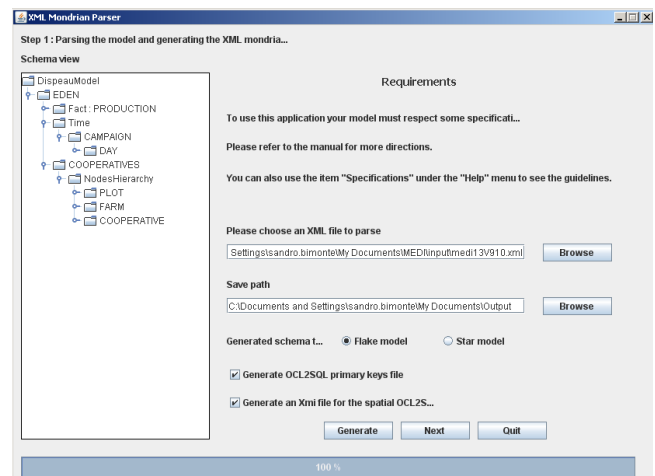 XML Mondrian Parser
Step 1 : Parsing the model and generating the XML mondria...
Schema view
DispeauModel
EDEN
Fact : PRODUCTION
Time
CAMPAIGN
DAY
COOPERATIVES
NodesHierarchy
PLOT
FARM
COOPERATIVE
Requirements
To use this application your model must respect some specificati...
Please refer to the manual for more directions.
You can also use the item "Specifications" under the "Help" menu to see the guidelines.
Please choose an XML file to parse
Settings\sandro.bimonte\My Documents\MEDI\input\medi13V910.xml Browse
Save path
C:\Documents and Settings\sandro.bimonte\My Documents\Output Browse
Generated schema t... Flake model Star model
Generate OCL2SQL primary keys file
Generate an Xmi file for the spatial OCL2S...
Generate Next Quit
100 %